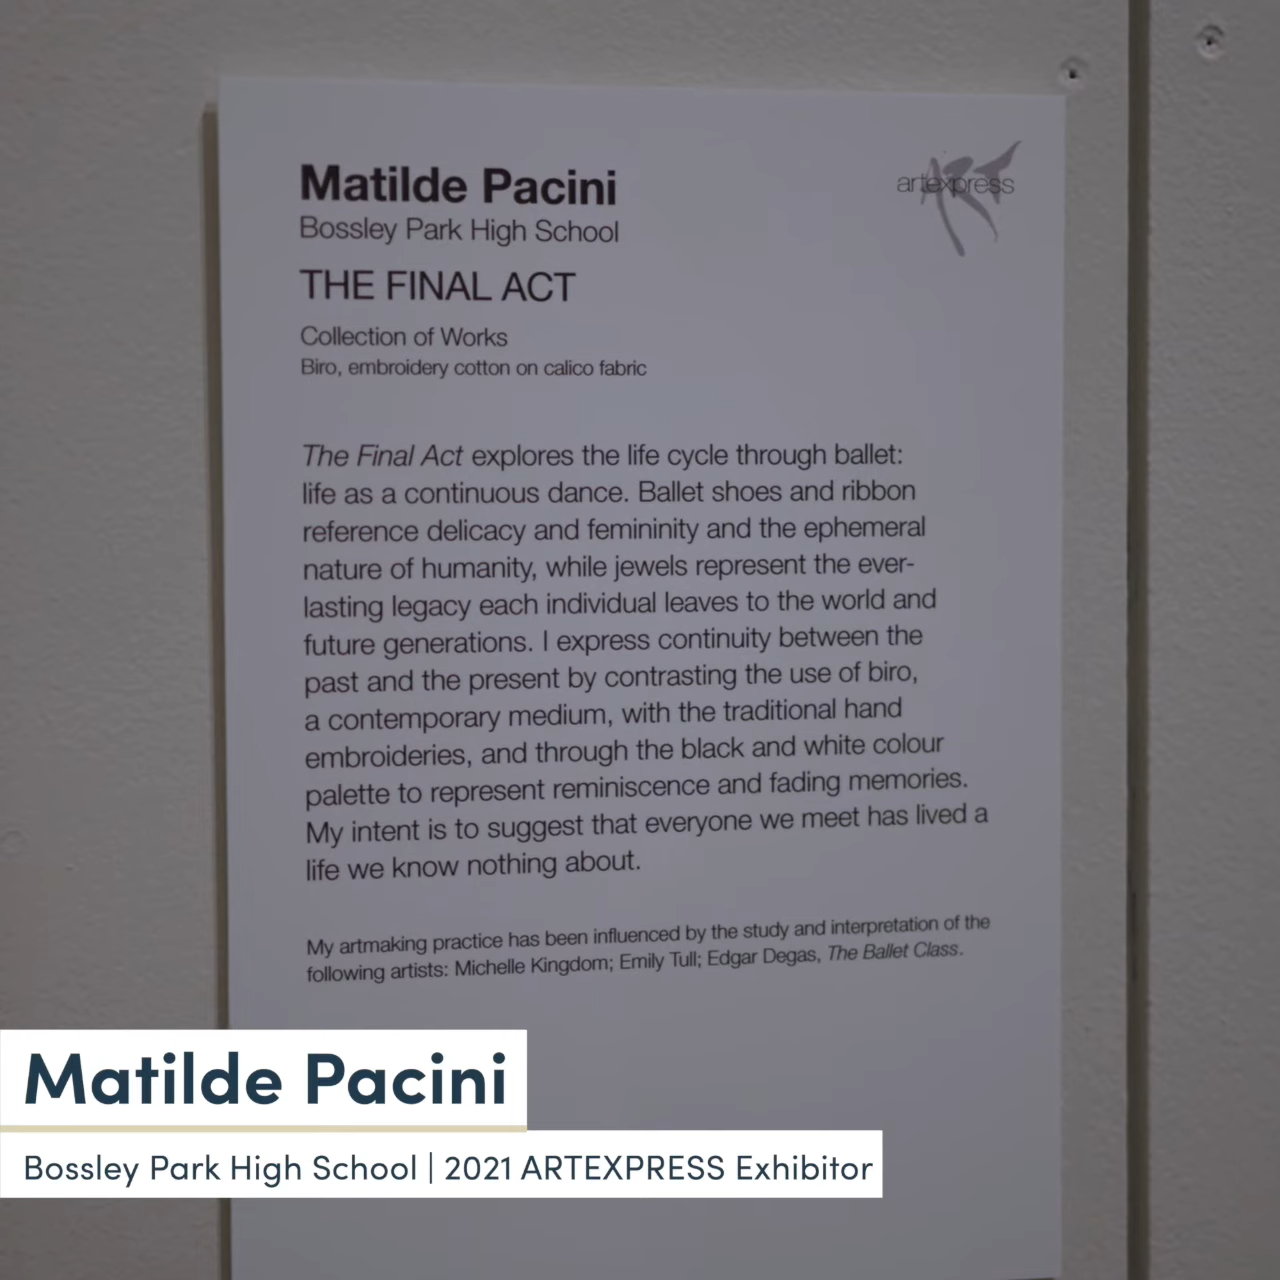 Matilde Pacini
artexpress
Bossley Park High School
THE FINAL ACT
Collection of Works
Biro, embroidery cotton on calico fabric
The Final Act explores the life cycle through ballet:
life as a continuous dance. Ballet shoes and ribbon
reference delicacy and femininity and the ephemeral
nature of humanity, while jewels represent the ever-
lasting legacy each individual leaves to the world and
future generations. I express continuity between the
past and the present by contrasting the use of biro,
a contemporary medium, with the traditional hand
embroideries, and through the black and white colour
palette to represent reminiscence and fading memories.
My intent is to suggest that everyone we meet has lived a
life we know nothing about.
My artmaking practice has been influenced by the study and interpretation of the
following artists: Michelle Kingdom; Emily Tull; Edgar Degas, The Ballet Class.
Matilde Pacini
Bossley Park High School | 2021 ARTEXPRESS Exhibitor